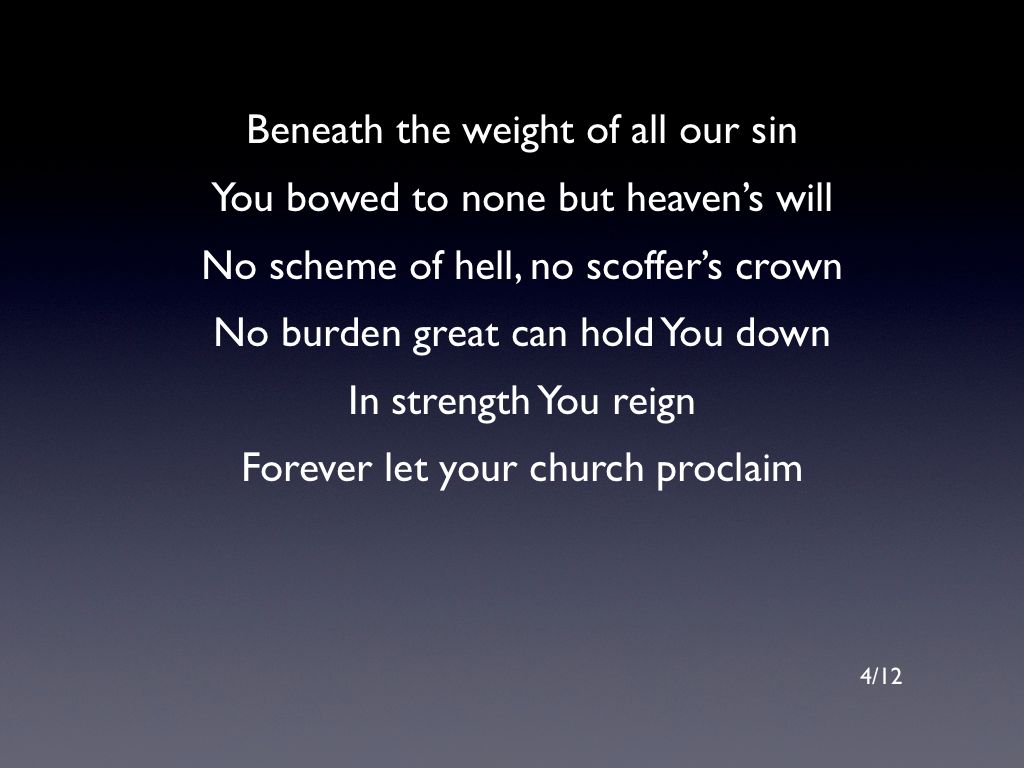 Beneath the weight of all our sin
You bowed to none but heaven’s will
No scheme of hell, no scoffer’s crown
No burden great can hold You down
In strength You reign
Forever let your church proclaim
4/12